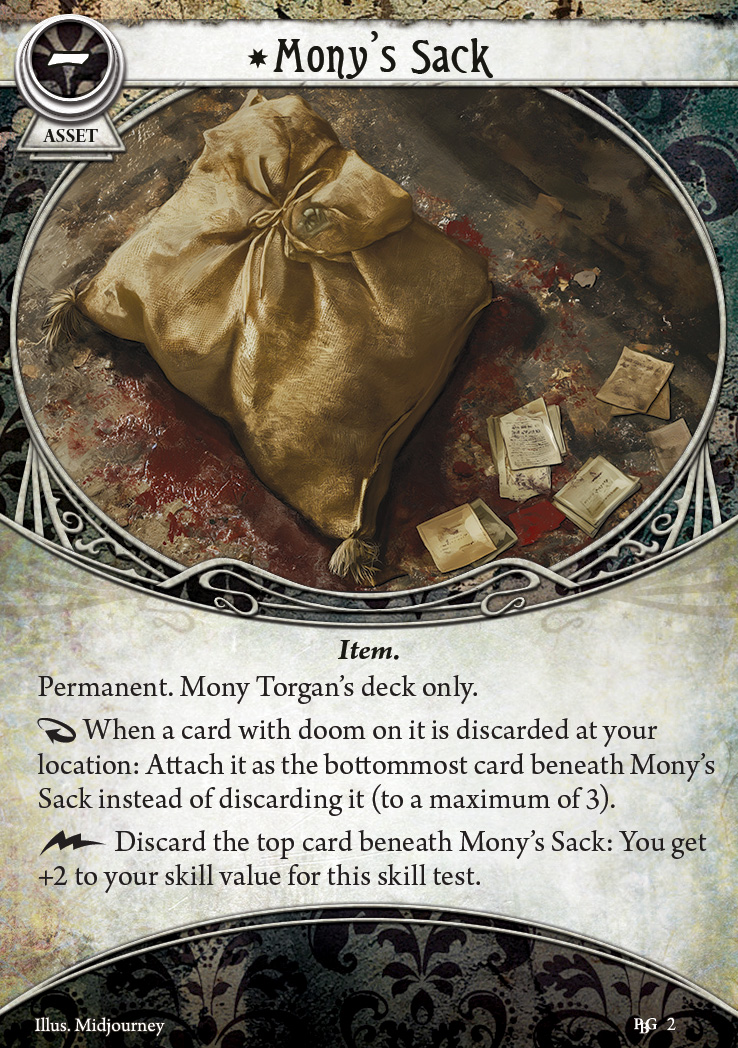 –
Mony's Sack
ASSET
Item.
Permanent. Mony Torgan's deck only.
When a card with doom on it is discarded at your
location: Attach it as the bottommost card beneath Mony's
Sack instead of discarding it (to a maximum of 3).
Discard the top card beneath Mony's Sack: You get
+2 to your skill value for this skill test.
Illus. Midjourney
2